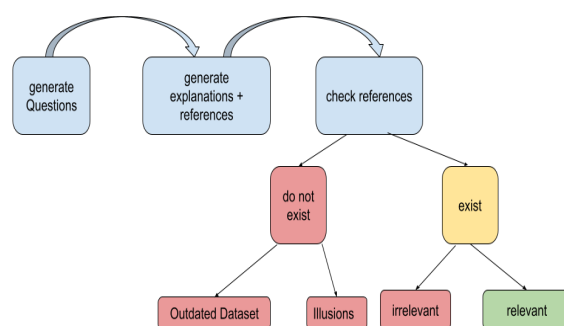 generate
Questions
generate
explanations +
references
check references
do not
exist
exist
Outdated Dataset
Illusions
irrelevant
relevant